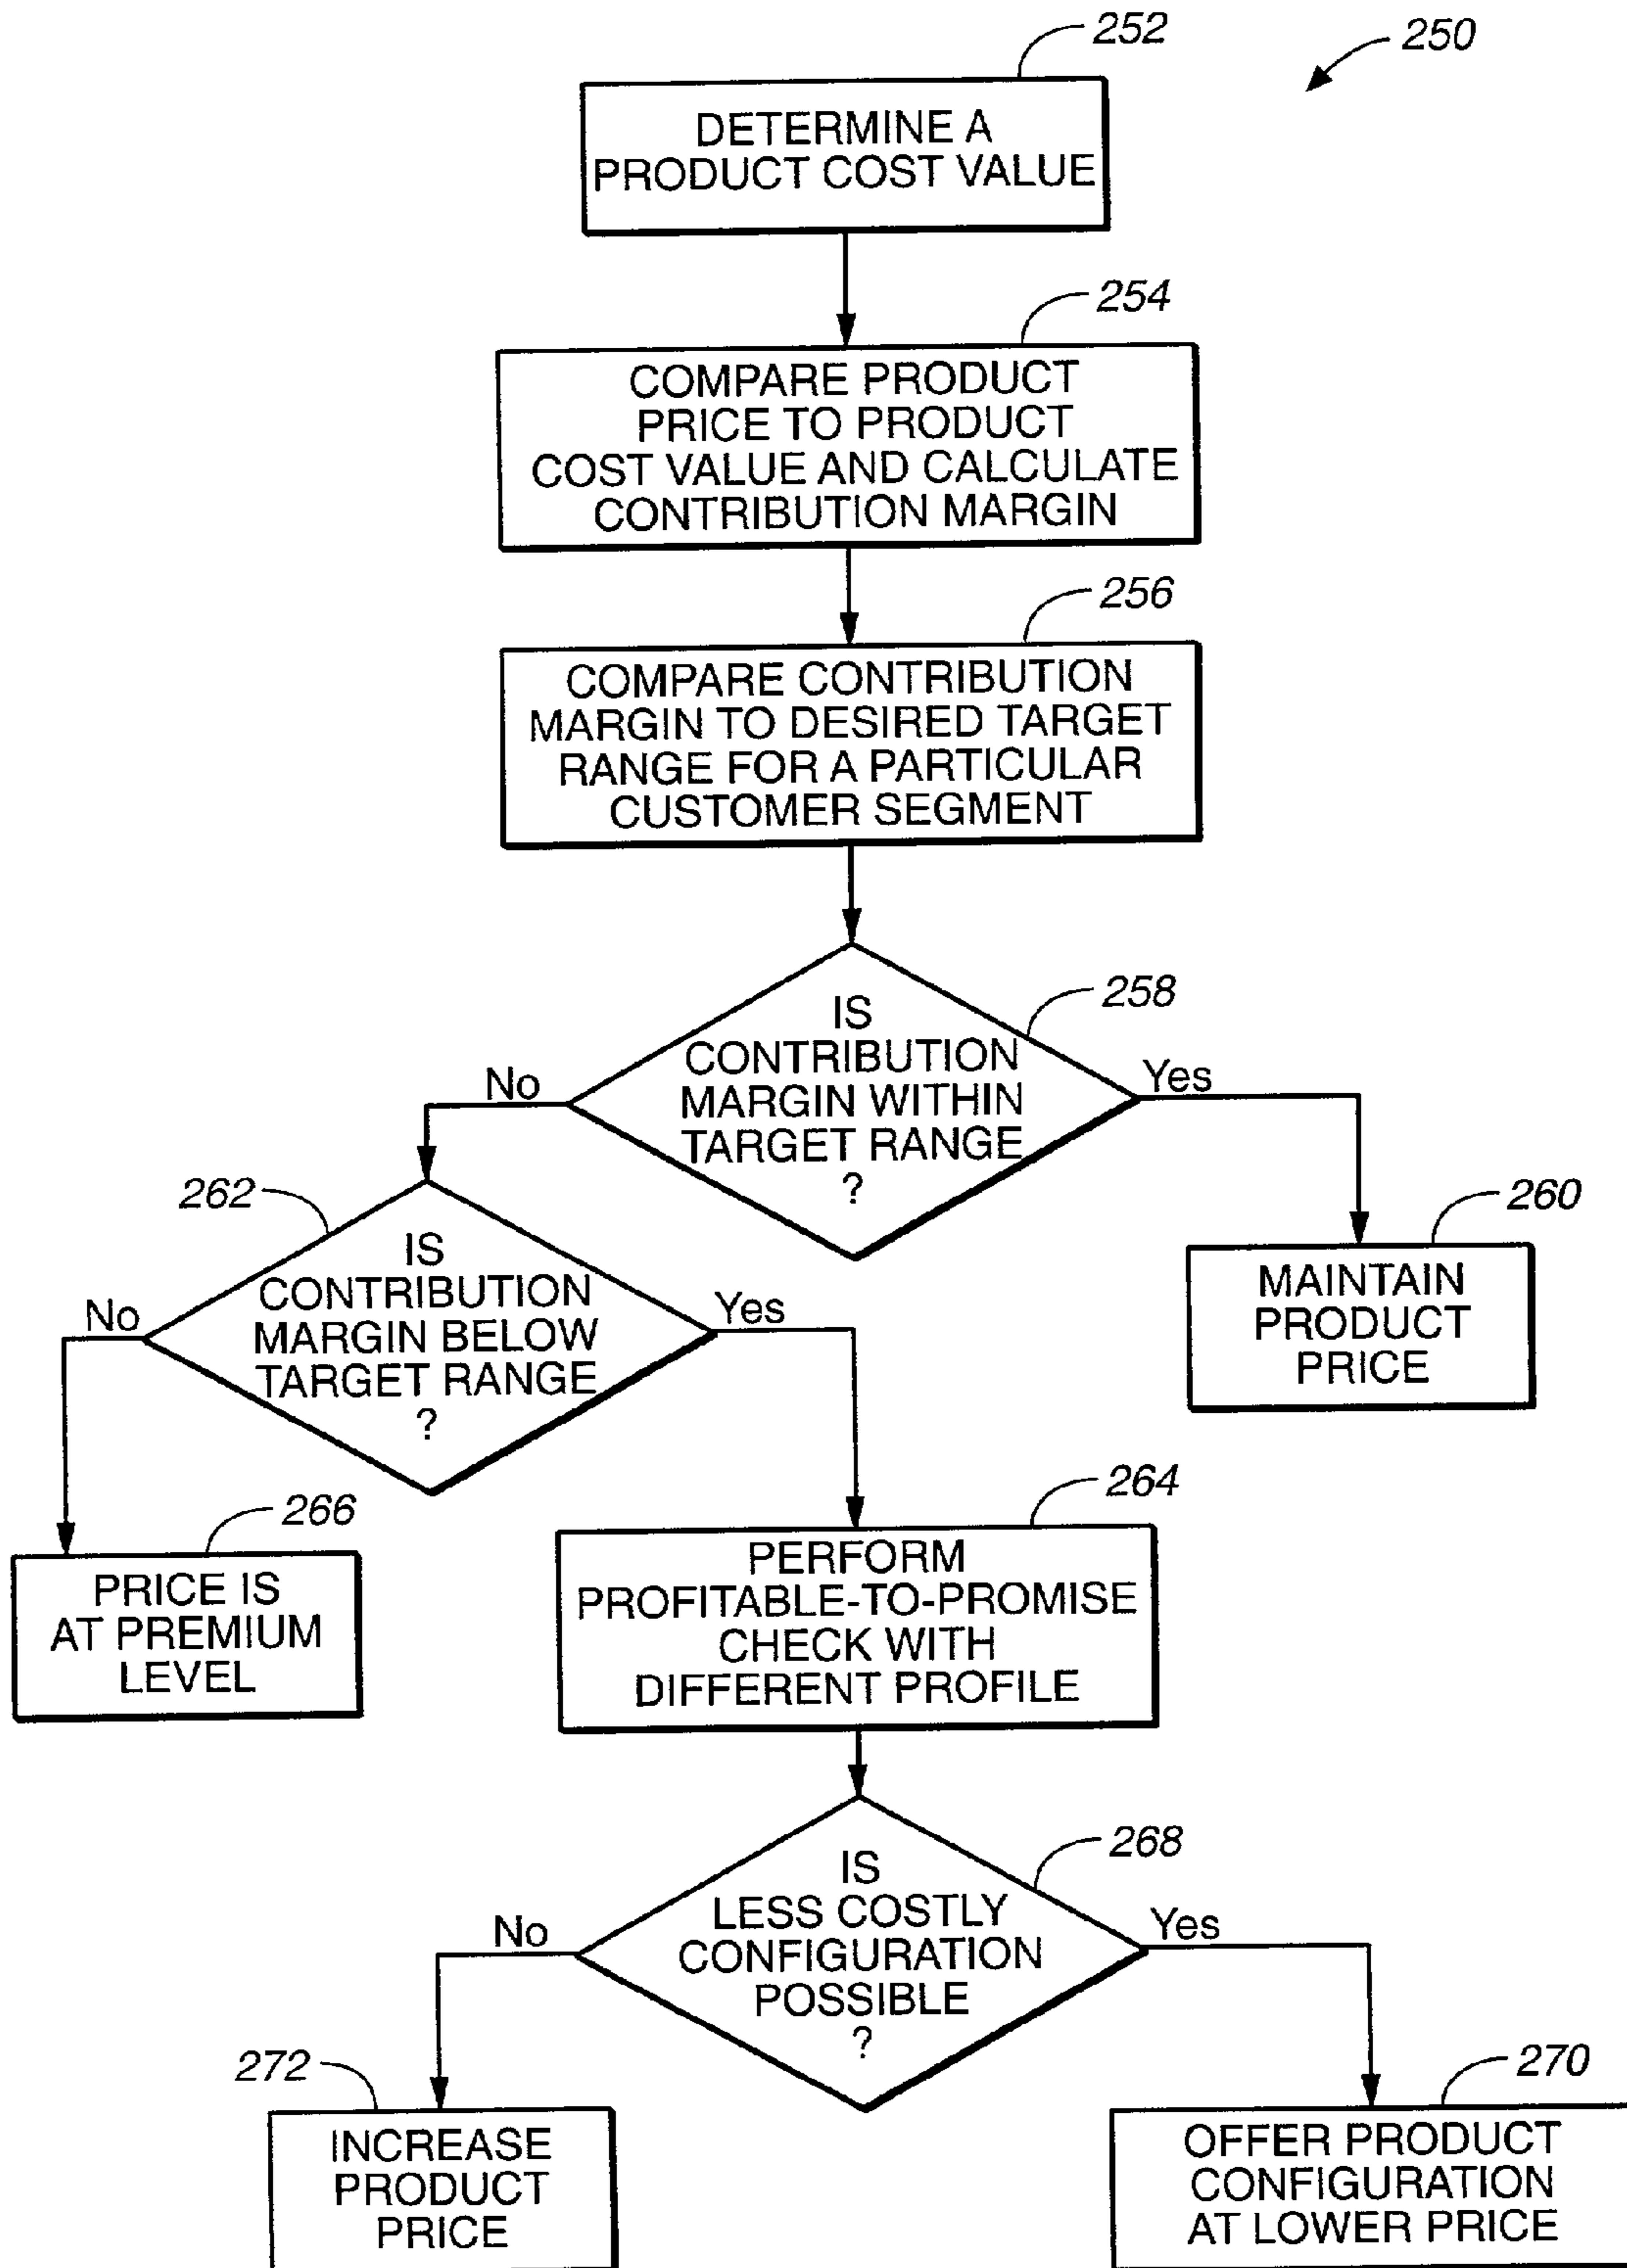 252
250
DETERMINE A
PRODUCT COST VALUE
254
COMPARE PRODUCT
PRICE TO PRODUCT
COST VALUE AND CALCULATE
CONTRIBUTION MARGIN
256
COMPARE CONTRIBUTION
MARGIN TO DESIRED TARGET
RANGE FOR A PARTICULAR
CUSTOMER SEGMENT
258
IS
CONTRIBUTION
MARGIN WITHIN
TARGET RANGE
?
No
Yes
260
MAINTAIN
PRODUCT
PRICE
262
IS
CONTRIBUTION
MARGIN BELOW
TARGET RANGE
?
No
Yes
266
PRICE IS
AT PREMIUM
LEVEL
264
PERFORM
PROFITABLE-TO-PROMISE
CHECK WITH
DIFFERENT PROFILE
268
IS
LESS COSTLY
CONFIGURATION
POSSIBLE
?
No
Yes
272
INCREASE
PRODUCT
PRICE
270
OFFER PRODUCT
CONFIGURATION
AT LOWER PRICE